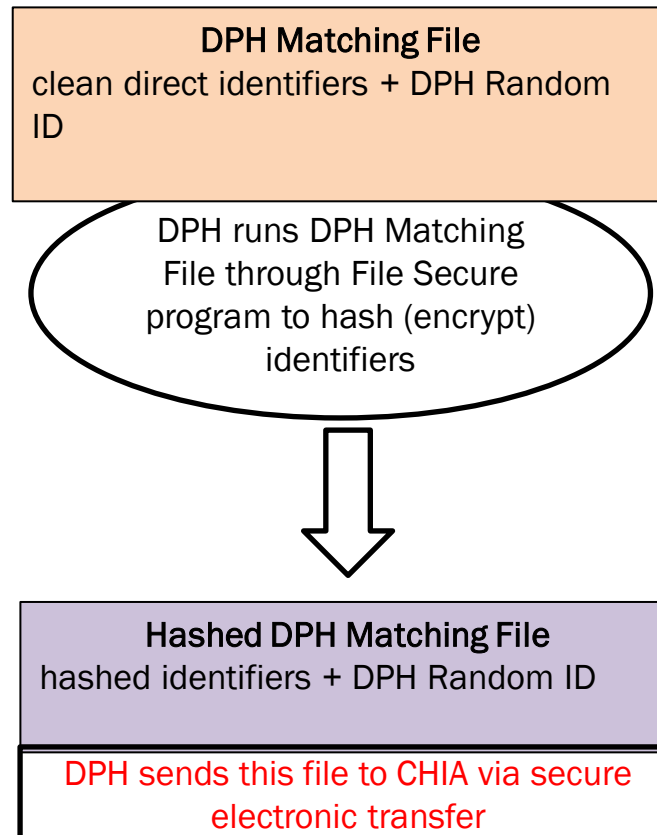 DPH Matching File
clean direct identifiers + DPH Random
ID
DPH runs DPH Matching
File through File Secure
program to hash (encrypt)
identifiers
Hashed DPH Matching File
hashed identifiers + DPH Random ID
DPH sends this file to CHIA via secure
electronic transfer